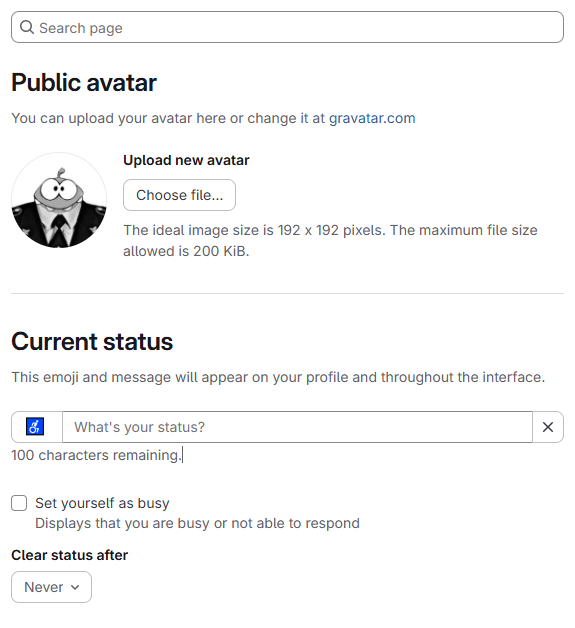 Search page
Public avatar
You can upload your avatar here or change it at gravatar.com
Upload new avatar
Choose file...
The ideal image size is 192 x 192 pixels. The maximum file size
allowed is 200 KiB.
Current status
This emoji and message will appear on your profile and throughout the interface.
What's your status?
100 characters remaining.
Set yourself as busy
Displays that you are busy or not able to respond
Clear status after
Never